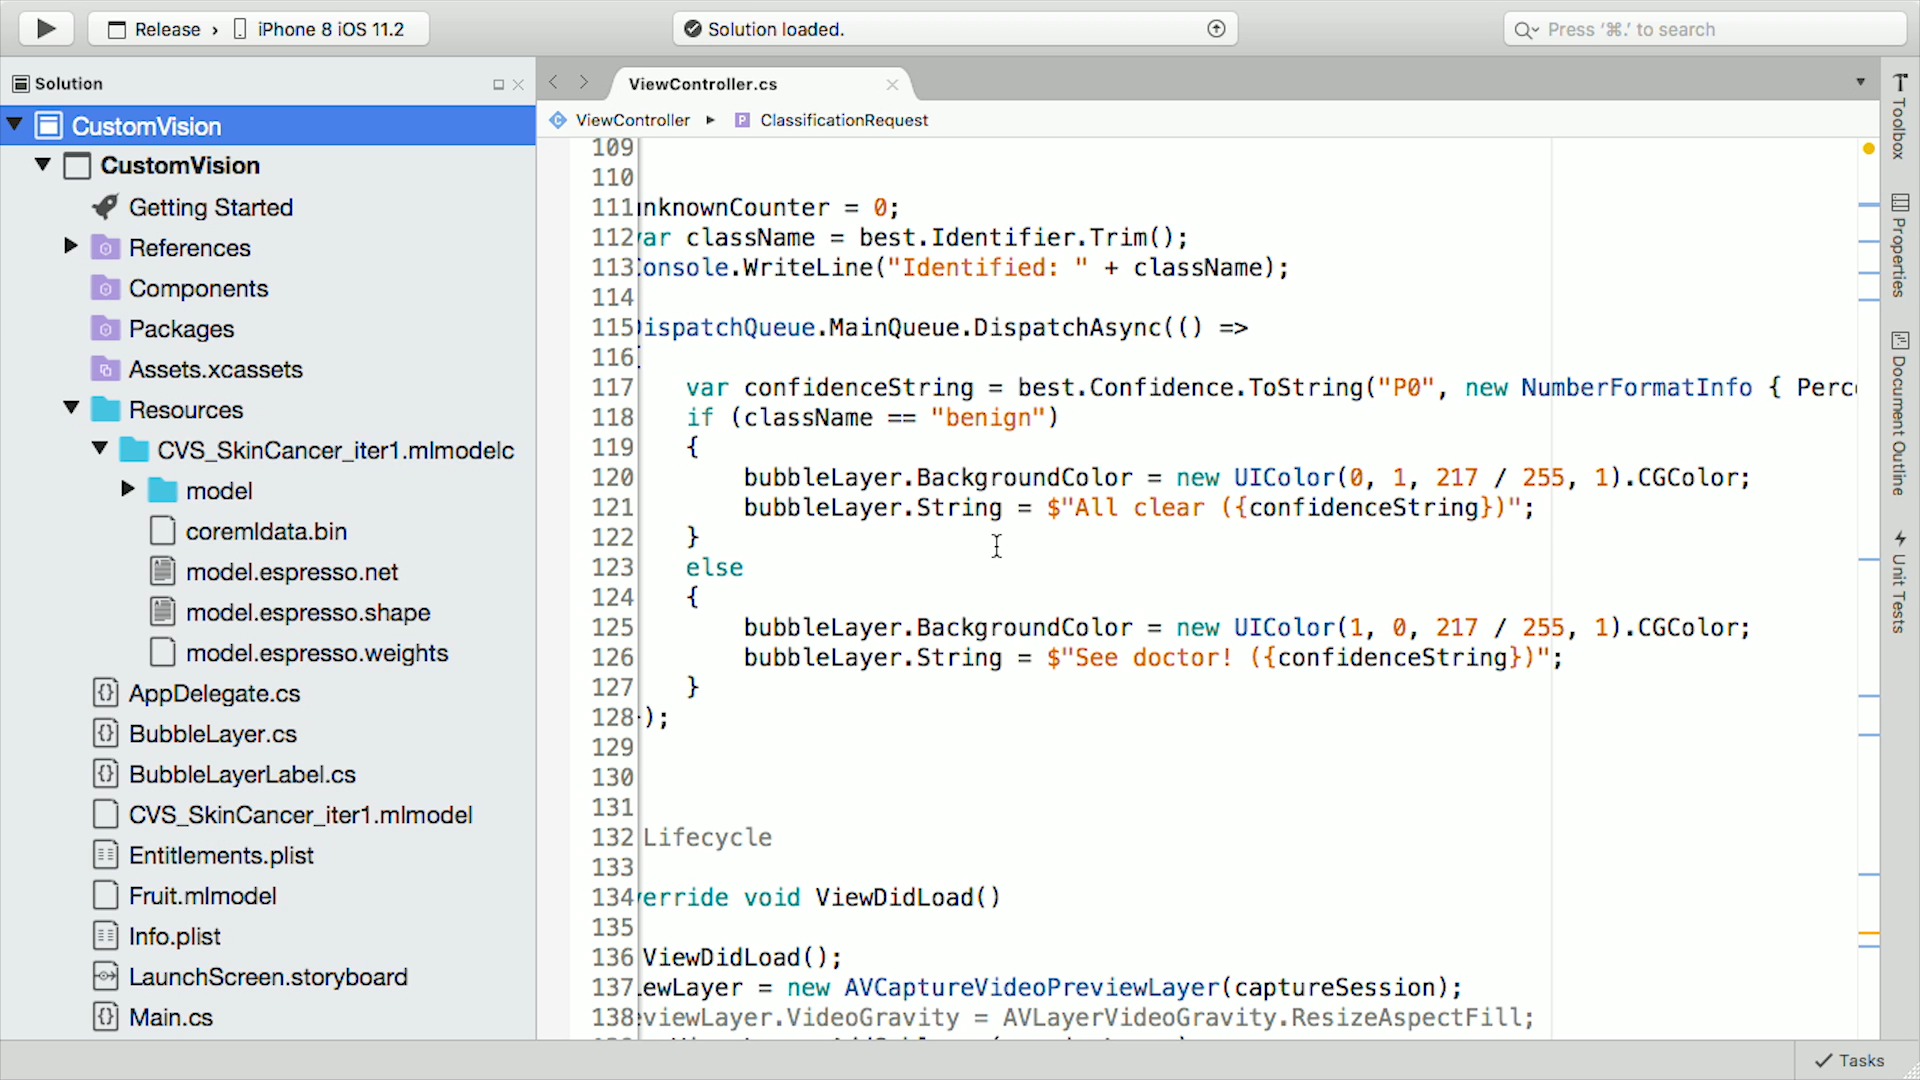 Release › iPhone 8 iOS 11.2
Solution loaded.
Press ‘⌘.’ to search
Solution
CustomVision
CustomVision
Getting Started
References
Components
Packages
Assets.xcassets
Resources
CVS_SkinCancer_iter1.mlmodelc
model
coremldata.bin
model.espresso.net
model.espresso.shape
model.espresso.weights
AppDelegate.cs
BubbleLayer.cs
BubbleLayerLabel.cs
CVS_SkinCancer_iter1.mlmodel
Entitlements.plist
Fruit.mlmodel
Info.plist
LaunchScreen.storyboard
Main.cs
ViewController.cs
ViewController ▸ ClassificationRequest
109
110
111 nknownCounter = 0;
112 ar className = best.Identifier.Trim();
113 onsole.WriteLine("Identified: " + className);
114
115 ispatchQueue.MainQueue.DispatchAsync(() =>
116
117 var confidenceString = best.Confidence.ToString("P0", new NumberFormatInfo { Perc
118 if (className == "benign")
119 {
120 bubbleLayer.BackgroundColor = new UIColor(0, 1, 217 / 255, 1).CGColor;
121 bubbleLayer.String = $"All clear ({confidenceString})";
122 }
123 else
124 {
125 bubbleLayer.BackgroundColor = new UIColor(1, 0, 217 / 255, 1).CGColor;
126 bubbleLayer.String = $"See doctor! ({confidenceString})";
127 }
128 );
129
130
131
132 Lifecycle
133
134 verride void ViewDidLoad()
135
136 ViewDidLoad();
137 ewLayer = new AVCaptureVideoPreviewLayer(captureSession);
138 eviewLayer.VideoGravity = AVLayerVideoGravity.ResizeAspectFill;
Toolbox
Properties
Document Outline
Unit Tests
Tasks